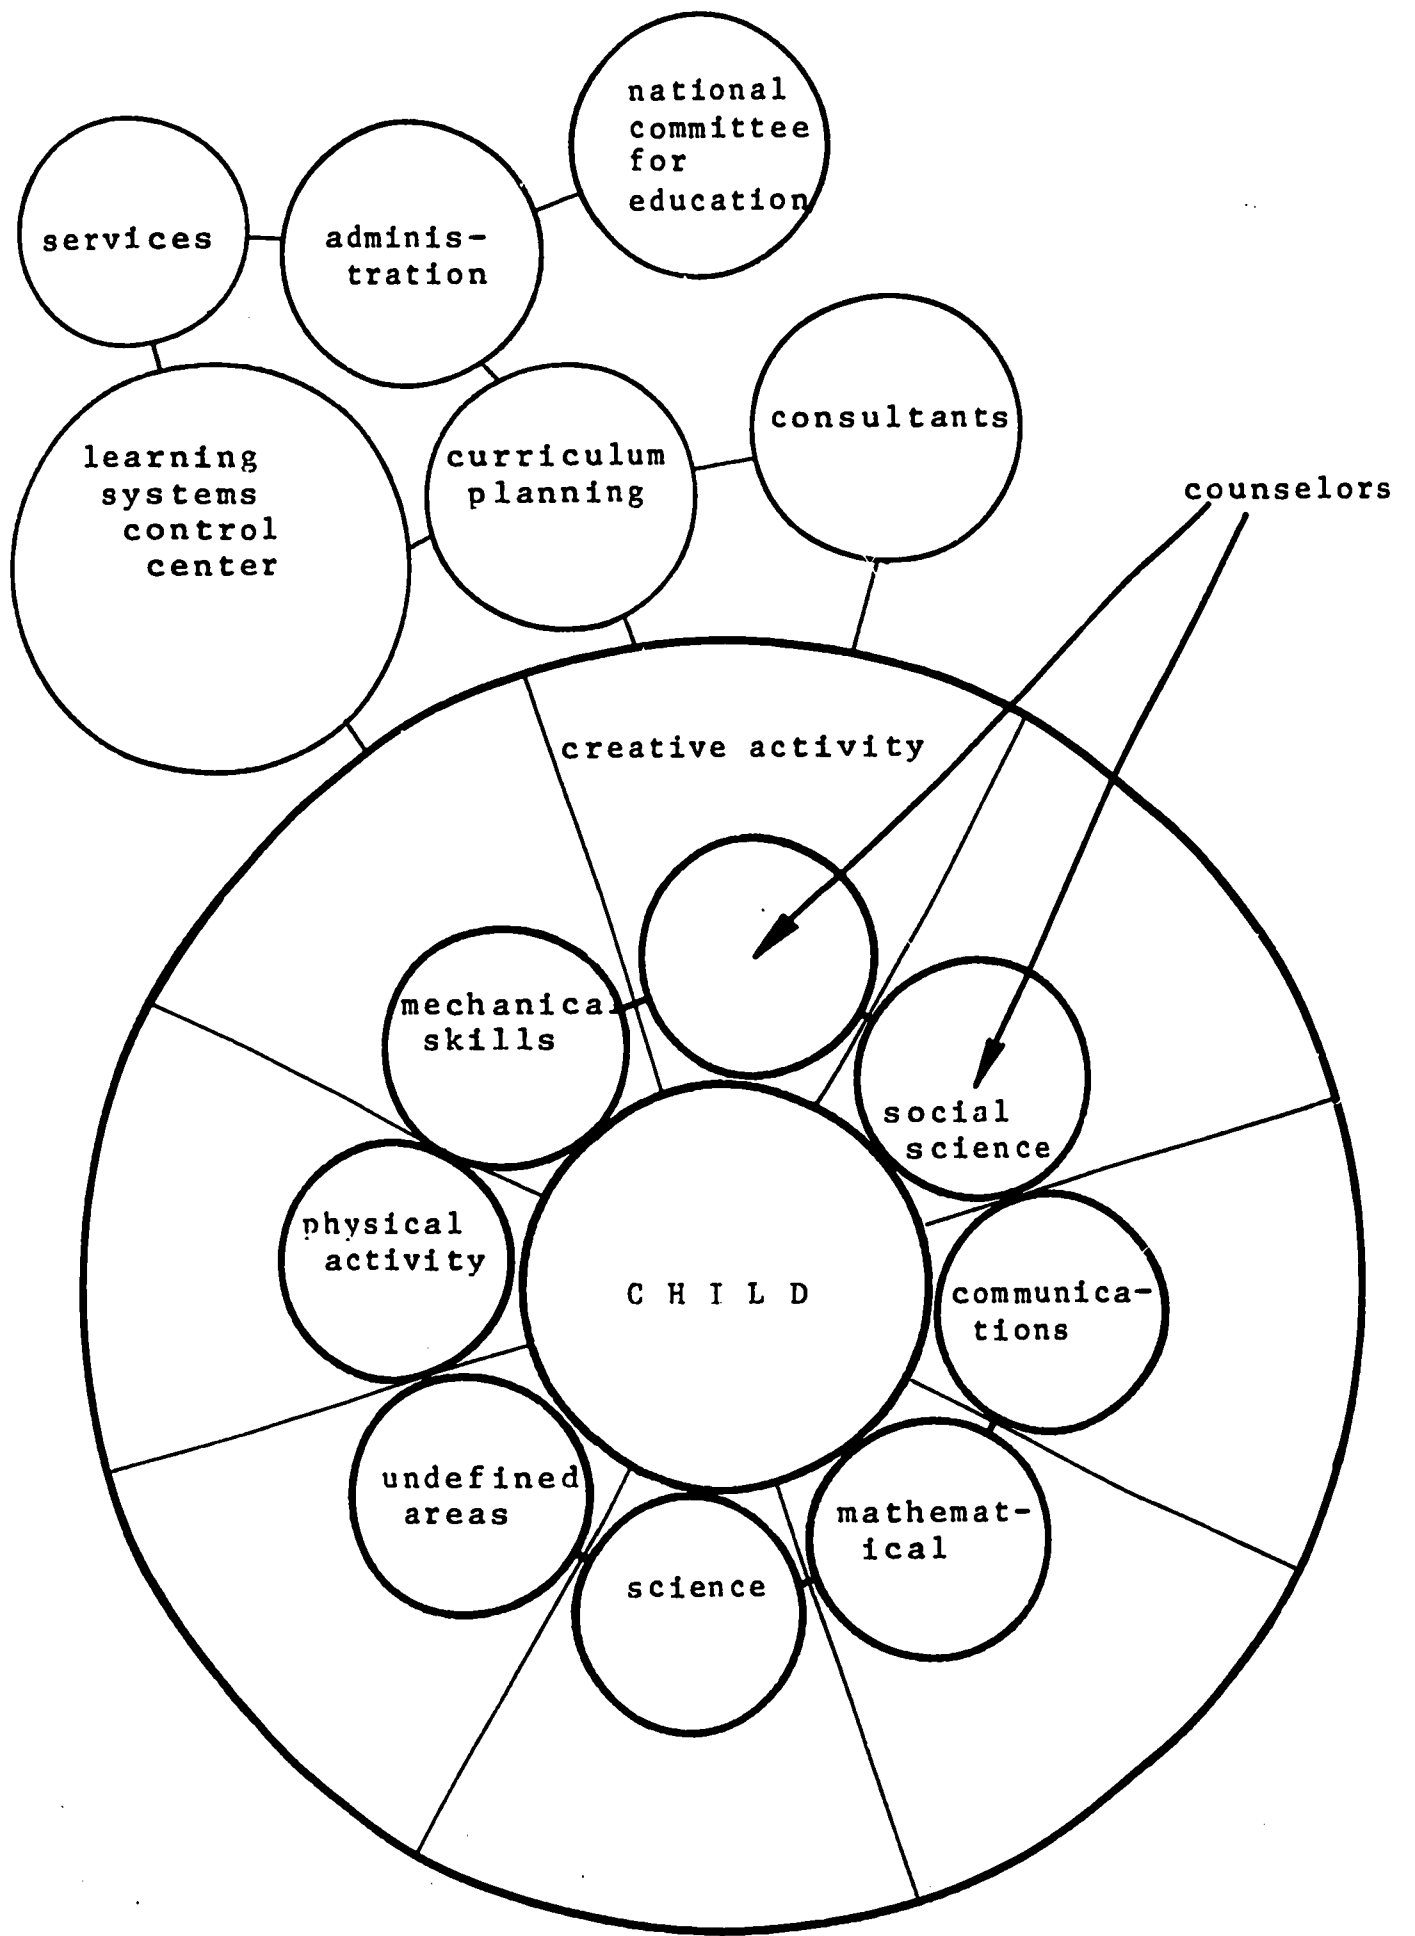 national
committee
for
education
services
adminis-
tration
consultants
learning
systems
control
center
curriculum
planning
counselors
creative activity
mechanical
skills
social
science
physical
activity
C H I L D
communica-
tions
undefined
areas
mathemat-
ical
science